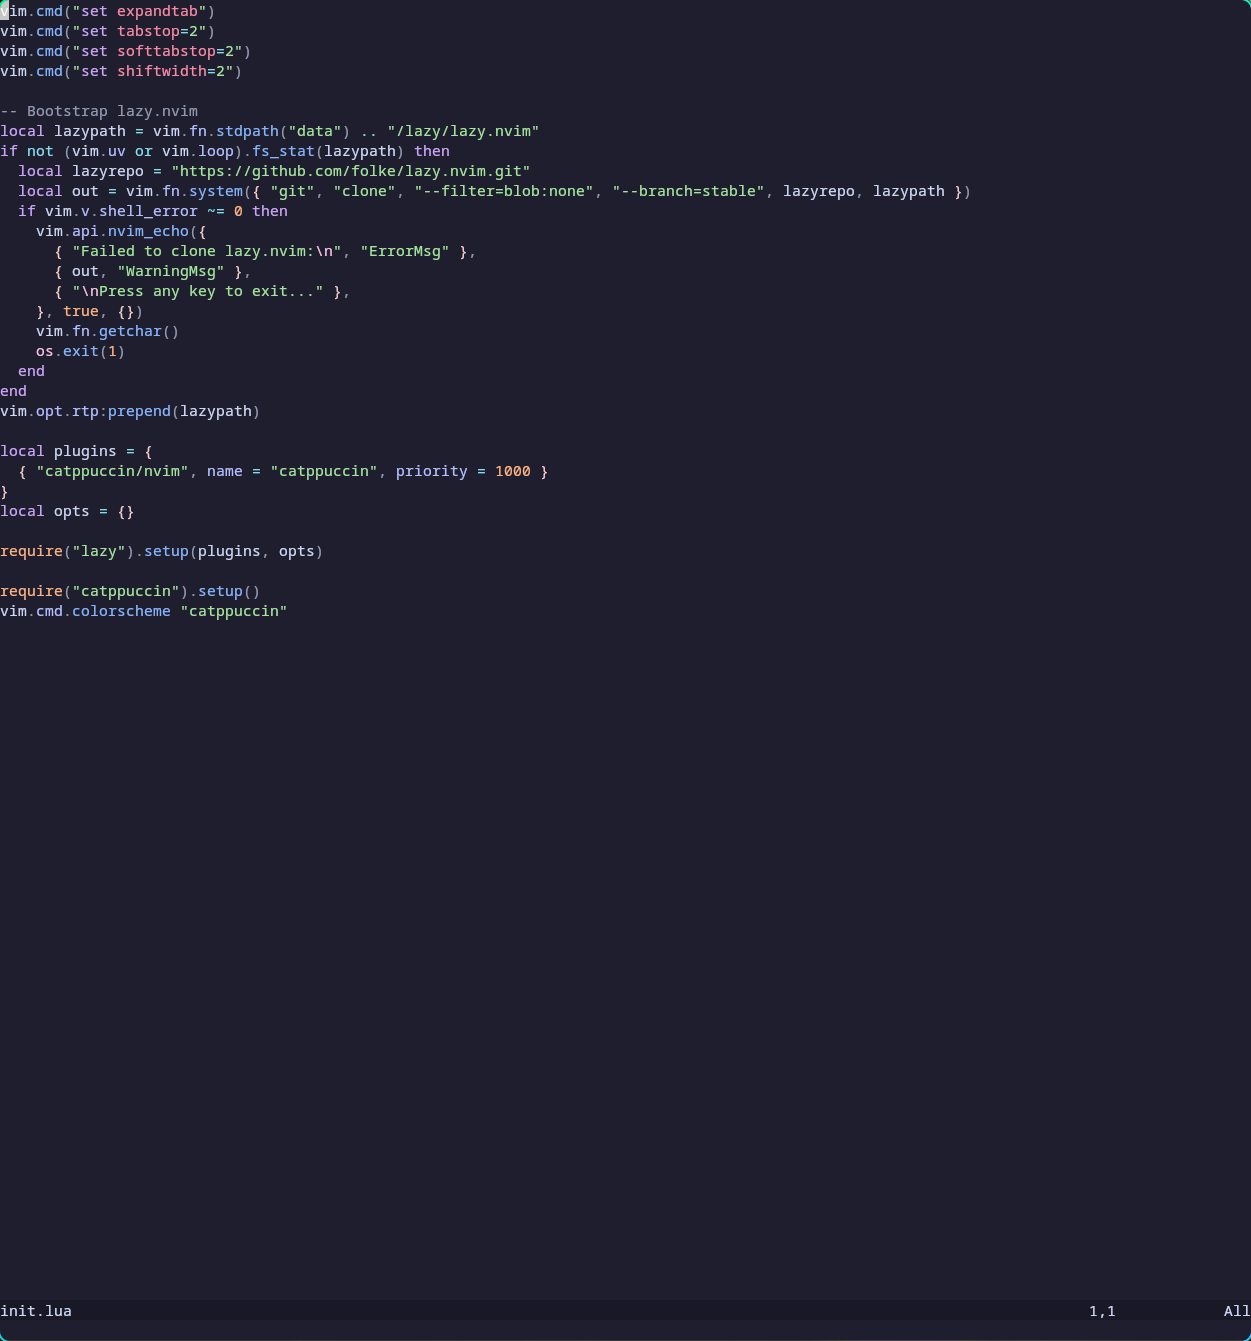 vim.cmd("set expandtab")
vim.cmd("set tabstop=2")
vim.cmd("set softtabstop=2")
vim.cmd("set shiftwidth=2")

-- Bootstrap lazy.nvim
local lazypath = vim.fn.stdpath("data") .. "/lazy/lazy.nvim"
if not (vim.uv or vim.loop).fs_stat(lazypath) then
  local lazyrepo = "https://github.com/folke/lazy.nvim.git"
  local out = vim.fn.system({ "git", "clone", "--filter=blob:none", "--branch=stable", lazyrepo, lazypath })
  if vim.v.shell_error ~= 0 then
    vim.api.nvim_echo({
      { "Failed to clone lazy.nvim:\n", "ErrorMsg" },
      { out, "WarningMsg" },
      { "\nPress any key to exit..." },
    }, true, {})
    vim.fn.getchar()
    os.exit(1)
  end
end
vim.opt.rtp:prepend(lazypath)

local plugins = {
  { "catppuccin/nvim", name = "catppuccin", priority = 1000 }
}
local opts = {}

require("lazy").setup(plugins, opts)

require("catppuccin").setup()
vim.cmd.colorscheme "catppuccin"
init.lua 1,1 All